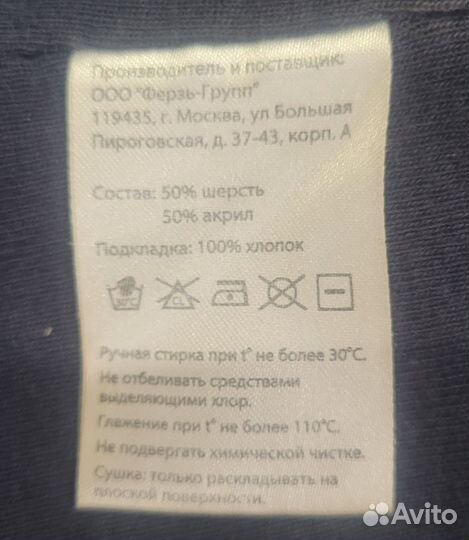 Производитель и поставщик:
ООО "Ферзь-Групп"
119435, г. Москва, ул Большая
Пироговская, д. 37-43, корп. А
Состав: 50% шерсть
50% акрил
Подкладка: 100% хлопок
30°C CL
Ручная стирка при t° не более 30°C.
Не отбеливать средствами
выделяющими хлор.
Глажение при t° не более 110°C.
Не подвергать химической чистке.
Сушка: только раскладывать на
плоской поверхности.
Avito